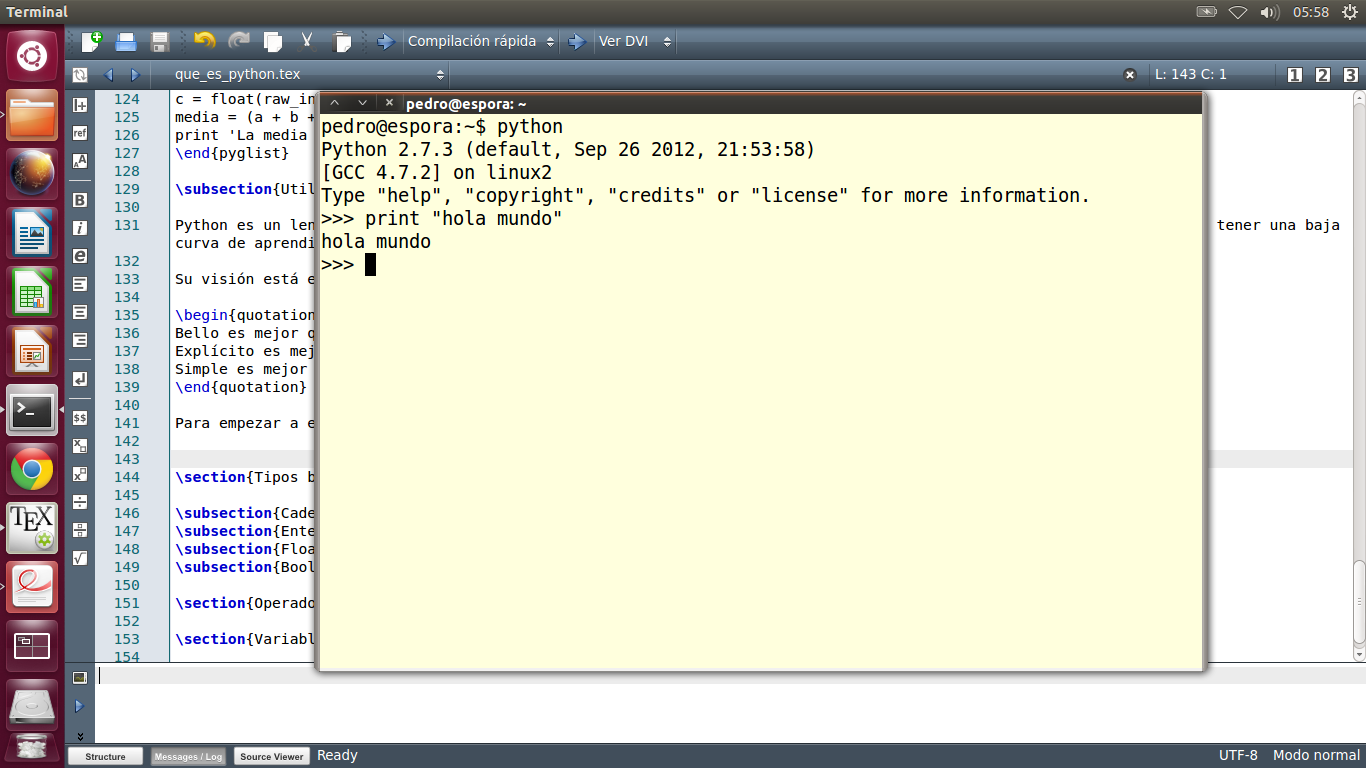 Terminal
05:58
Compilación rápida
Ver DVI
que_es_python.tex
L: 143 C: 1
1 2 3
124 c = float(raw_in
125 media = (a + b +
126 print 'La media
127 \end{pyglist}
128
129 \subsection{Util
130
131 Python es un len tener una baja
curva de aprendi
132
133 Su visión está e
134
135 \begin{quotation
136 Bello es mejor q
137 Explícito es mej
138 Simple es mejor
139 \end{quotation}
140
141 Para empezar a e
142
143
144 \section{Tipos b
145
146 \subsection{Cade
147 \subsection{Ente
148 \subsection{Floa
149 \subsection{Bool
150
151 \section{Operado
152
153 \section{Variabl
154
pedro@espora: ~
pedro@espora:~$ python
Python 2.7.3 (default, Sep 26 2012, 21:53:58)
[GCC 4.7.2] on linux2
Type "help", "copyright", "credits" or "license" for more information.
>>> print "hola mundo"
hola mundo
>>>
ref
B
i
e
$$
TEX
Structure
Messages / Log
Source Viewer
Ready
UTF-8
Modo normal